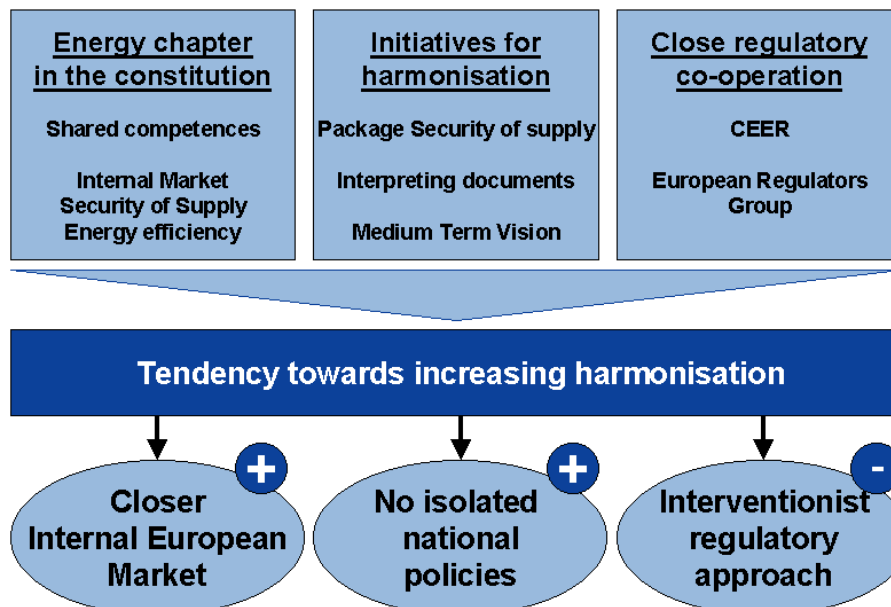 Energy chapter
in the constitution
Shared competences
Internal Market
Security of Supply
Energy efficiency
Initiatives for
harmonisation
Package Security of supply
Interpreting documents
Medium Term Vision
Close regulatory
co-operation
CEER
European Regulators
Group
Tendency towards increasing harmonisation
+
Closer
Internal European
Market
+
No isolated
national
policies
-
Interventionist
regulatory
approach